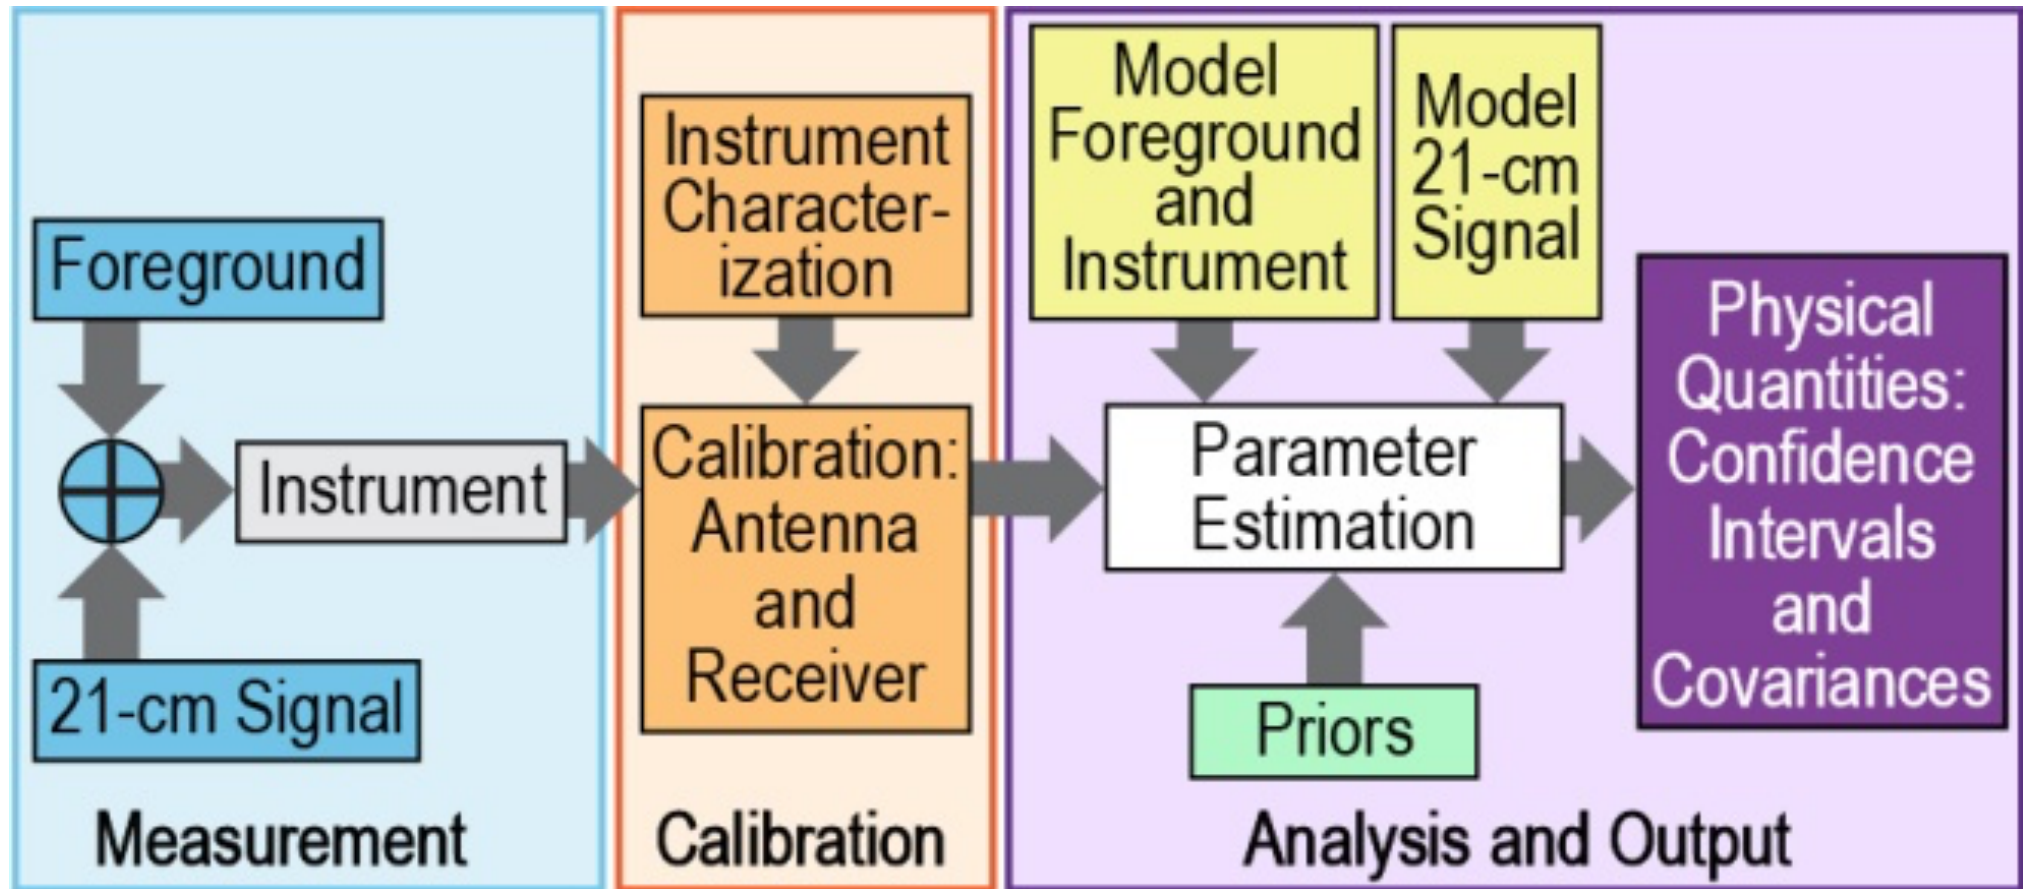 Foreground
21-cm Signal
Instrument
Measurement
Instrument
Character-
ization
Calibration:
Antenna
and
Receiver
Calibration
Model
Foreground
and
Instrument
Model
21-cm
Signal
Parameter
Estimation
Priors
Physical
Quantities:
Confidence
Intervals
and
Covariances
Analysis and Output